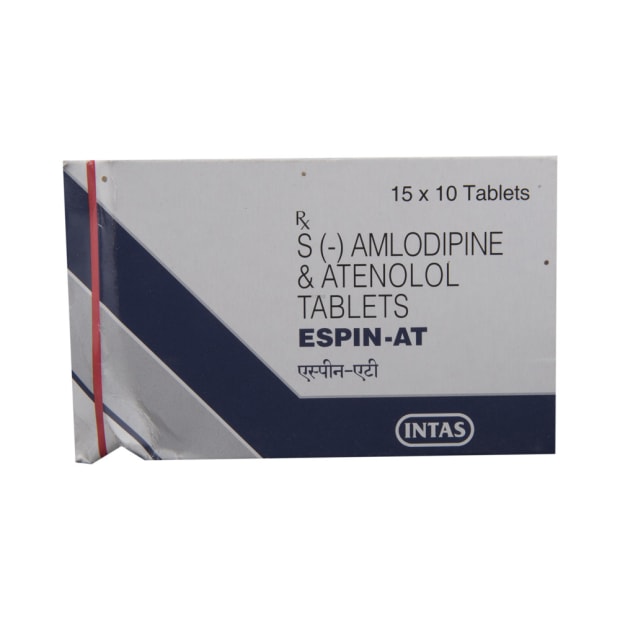 15 x 10 Tablets
Rx
S (-) AMLODIPINE
& ATENOLOL
TABLETS
ESPIN-AT
एस्पीन-एटी
INTAS